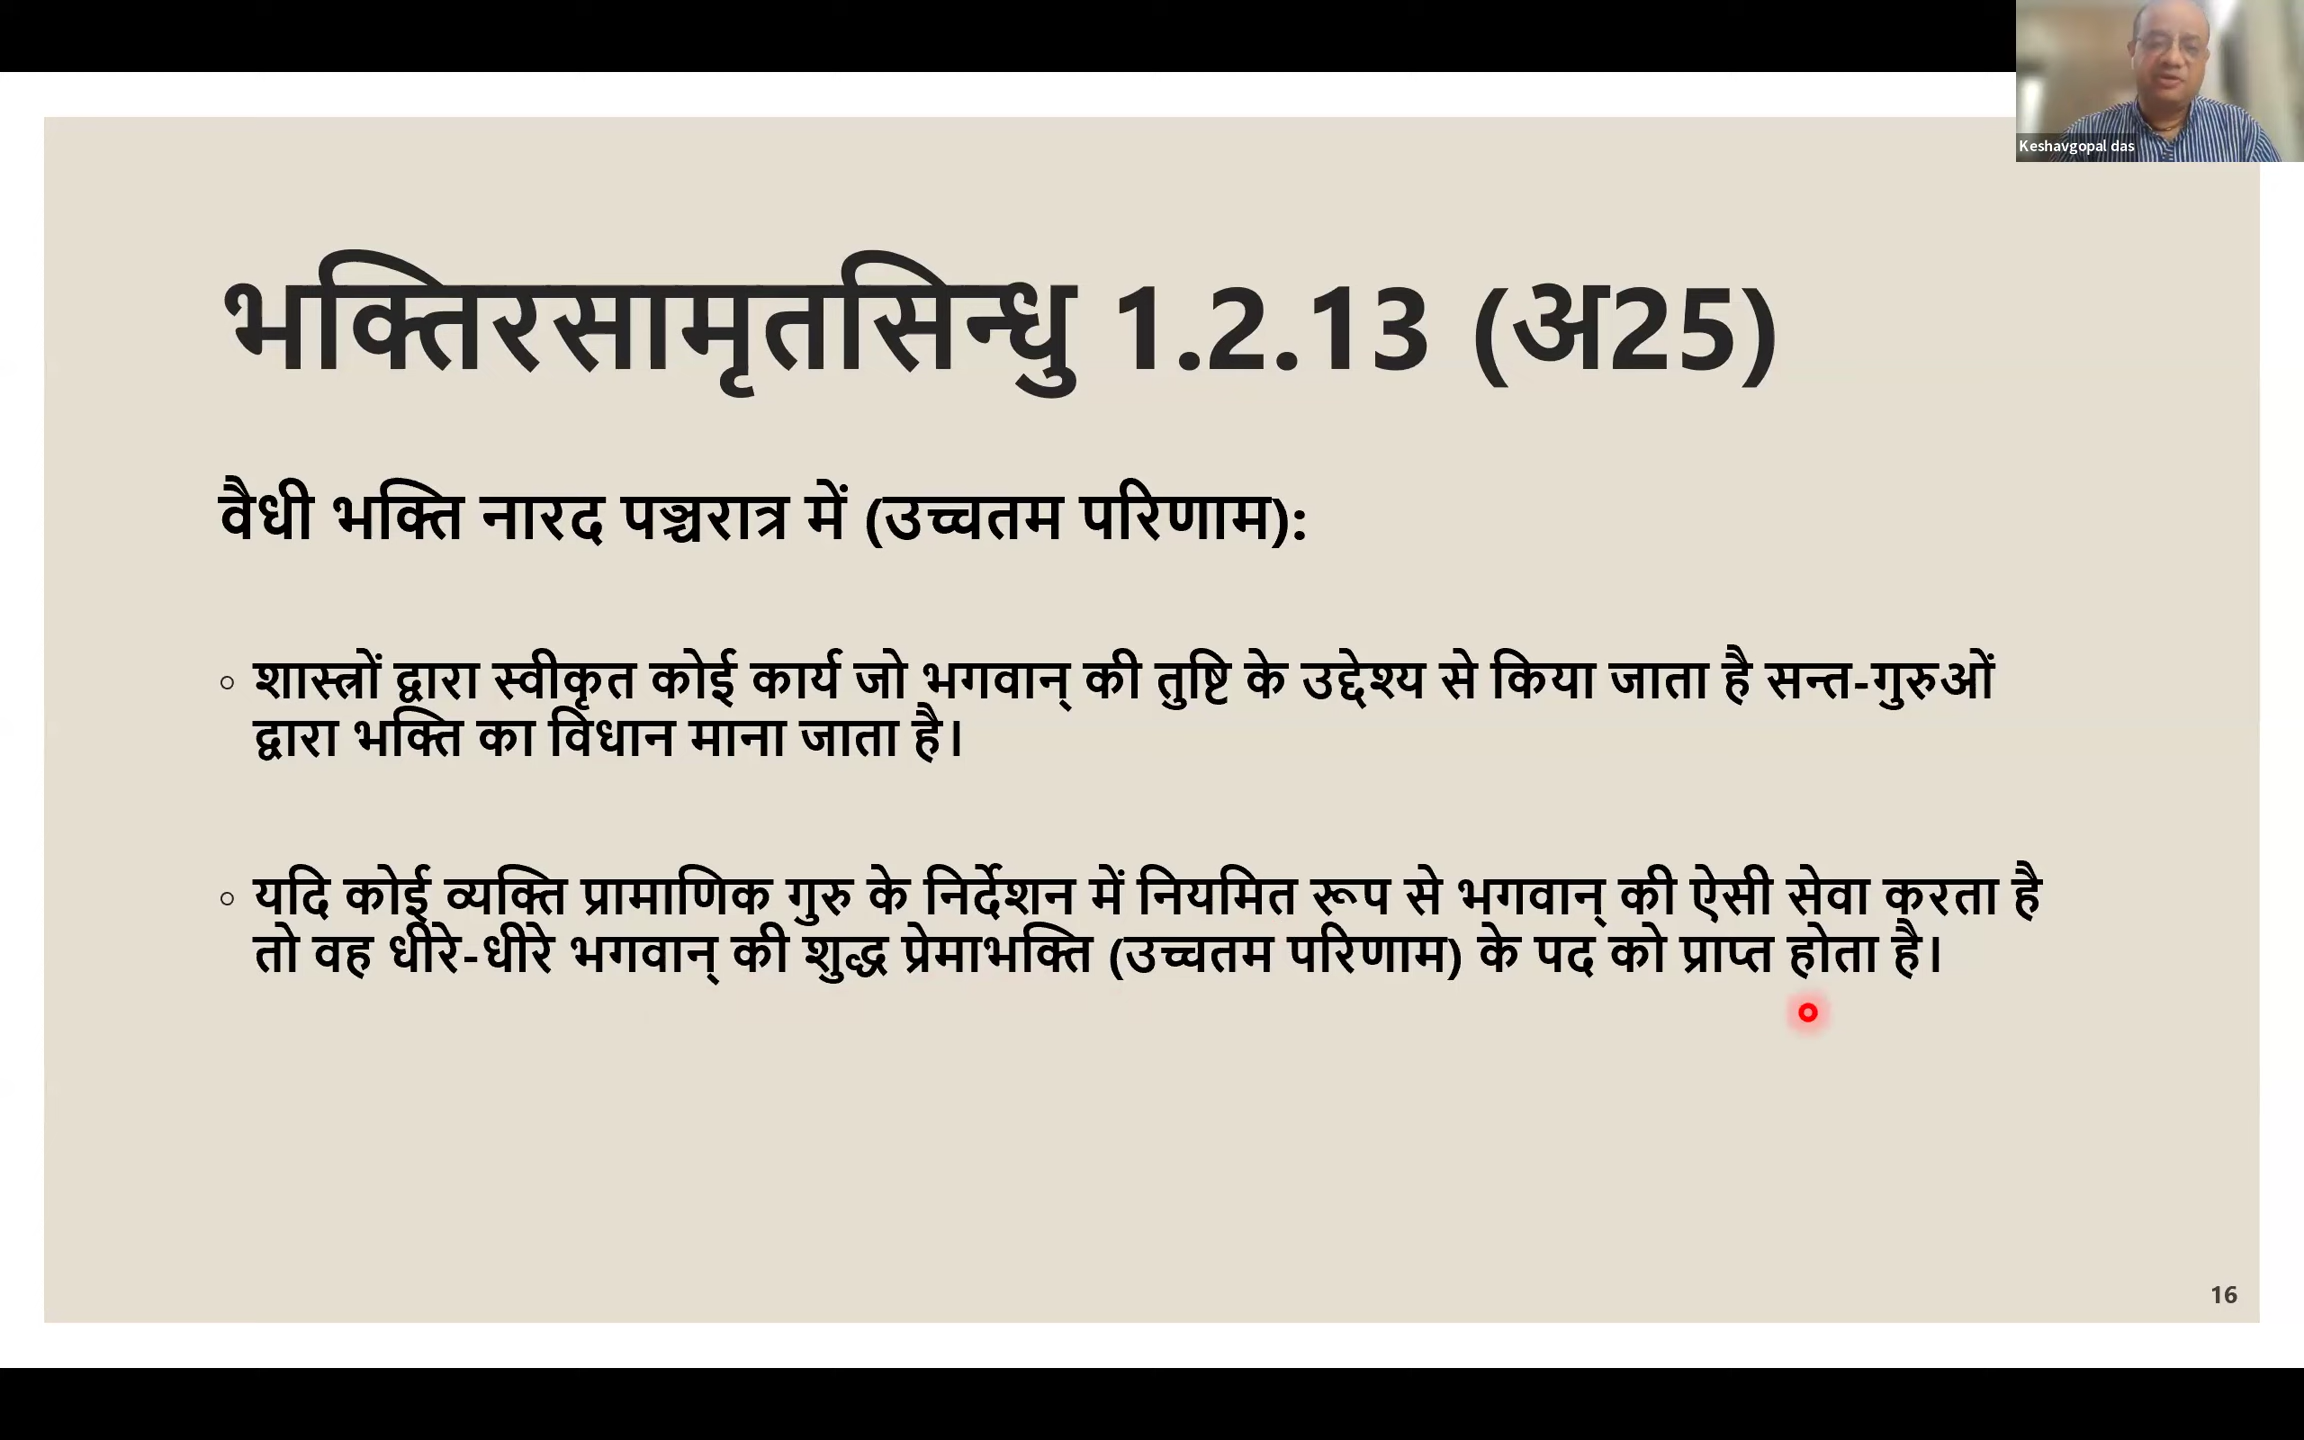 Keshavgopal das
भक्तिरसामृतसिन्धु 1.2.13 (अ25)
वैधी भक्ति नारद पञ्चरात्र में (उच्चतम परिणाम):
◦ शास्त्रों द्वारा स्वीकृत कोई कार्य जो भगवान् की तुष्टि के उद्देश्य से किया जाता है सन्त-गुरुओं
द्वारा भक्ति का विधान माना जाता है।
◦ यदि कोई व्यक्ति प्रामाणिक गुरु के निर्देशन में नियमित रूप से भगवान् की ऐसी सेवा करता है
तो वह धीरे-धीरे भगवान् की शुद्ध प्रेमाभक्ति (उच्चतम परिणाम) के पद को प्राप्त होता है।
16